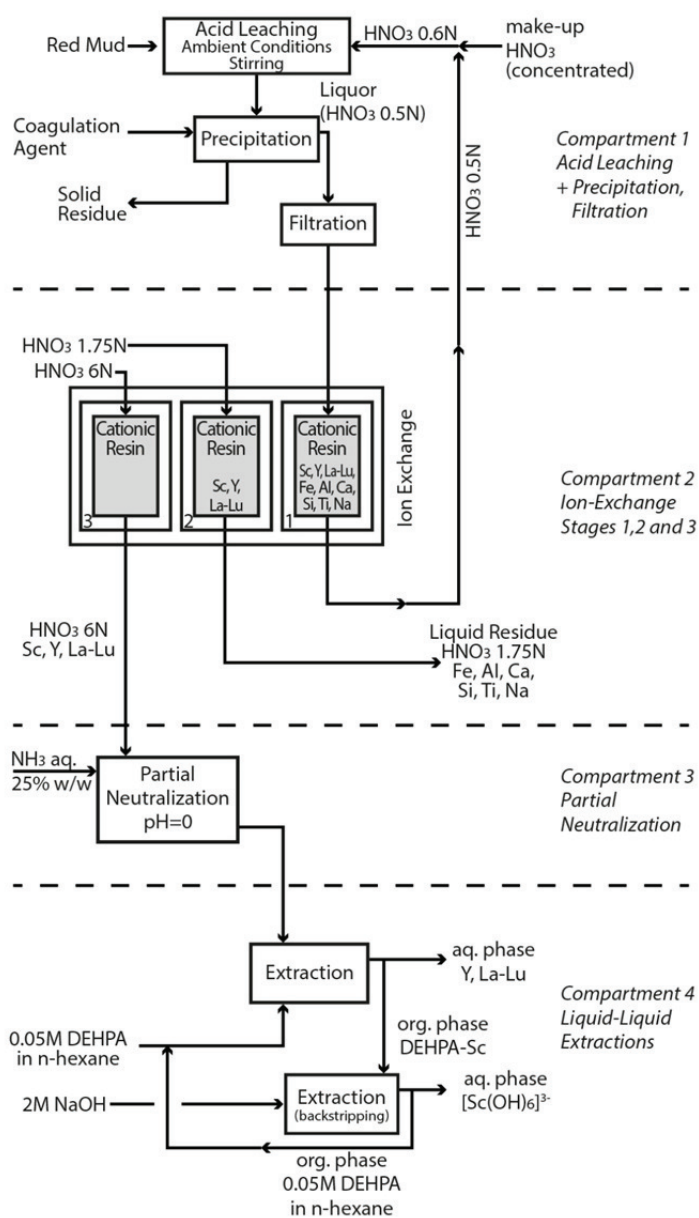 Red Mud
Acid Leaching
Ambient Conditions
Stirring
HNO₃ 0.6N
make-up
HNO₃
(concentrated)
Liquor
(HNO₃ 0.5N)
Coagulation
Agent
Precipitation
Solid
Residue
Filtration
HNO₃ 0.5N
Compartment 1
Acid Leaching
+ Precipitation,
Filtration
HNO₃ 1.75N
HNO₃ 6N
Cationic
Resin
3
Cationic
Resin
Sc, Y,
La-Lu
2
Cationic
Resin
Sc, Y, La-Lu,
Fe, Al, Ca,
Si, Ti, Na
1
Ion Exchange
Compartment 2
Ion-Exchange
Stages 1,2 and 3
HNO₃ 6N
Sc, Y, La-Lu
Liquid Residue
HNO₃ 1.75N
Fe, Al, Ca,
Si, Ti, Na
NH₃ aq.
25% w/w
Partial
Neutralization
pH=0
Compartment 3
Partial
Neutralization
Extraction
aq. phase
Y, La-Lu
Compartment 4
Liquid-Liquid
Extractions
0.05M DEHPA
in n-hexane
org. phase
DEHPA-Sc
2M NaOH
Extraction
(backstripping)
aq. phase
[Sc(OH)₆]³⁻
org. phase
0.05M DEHPA
in n-hexane